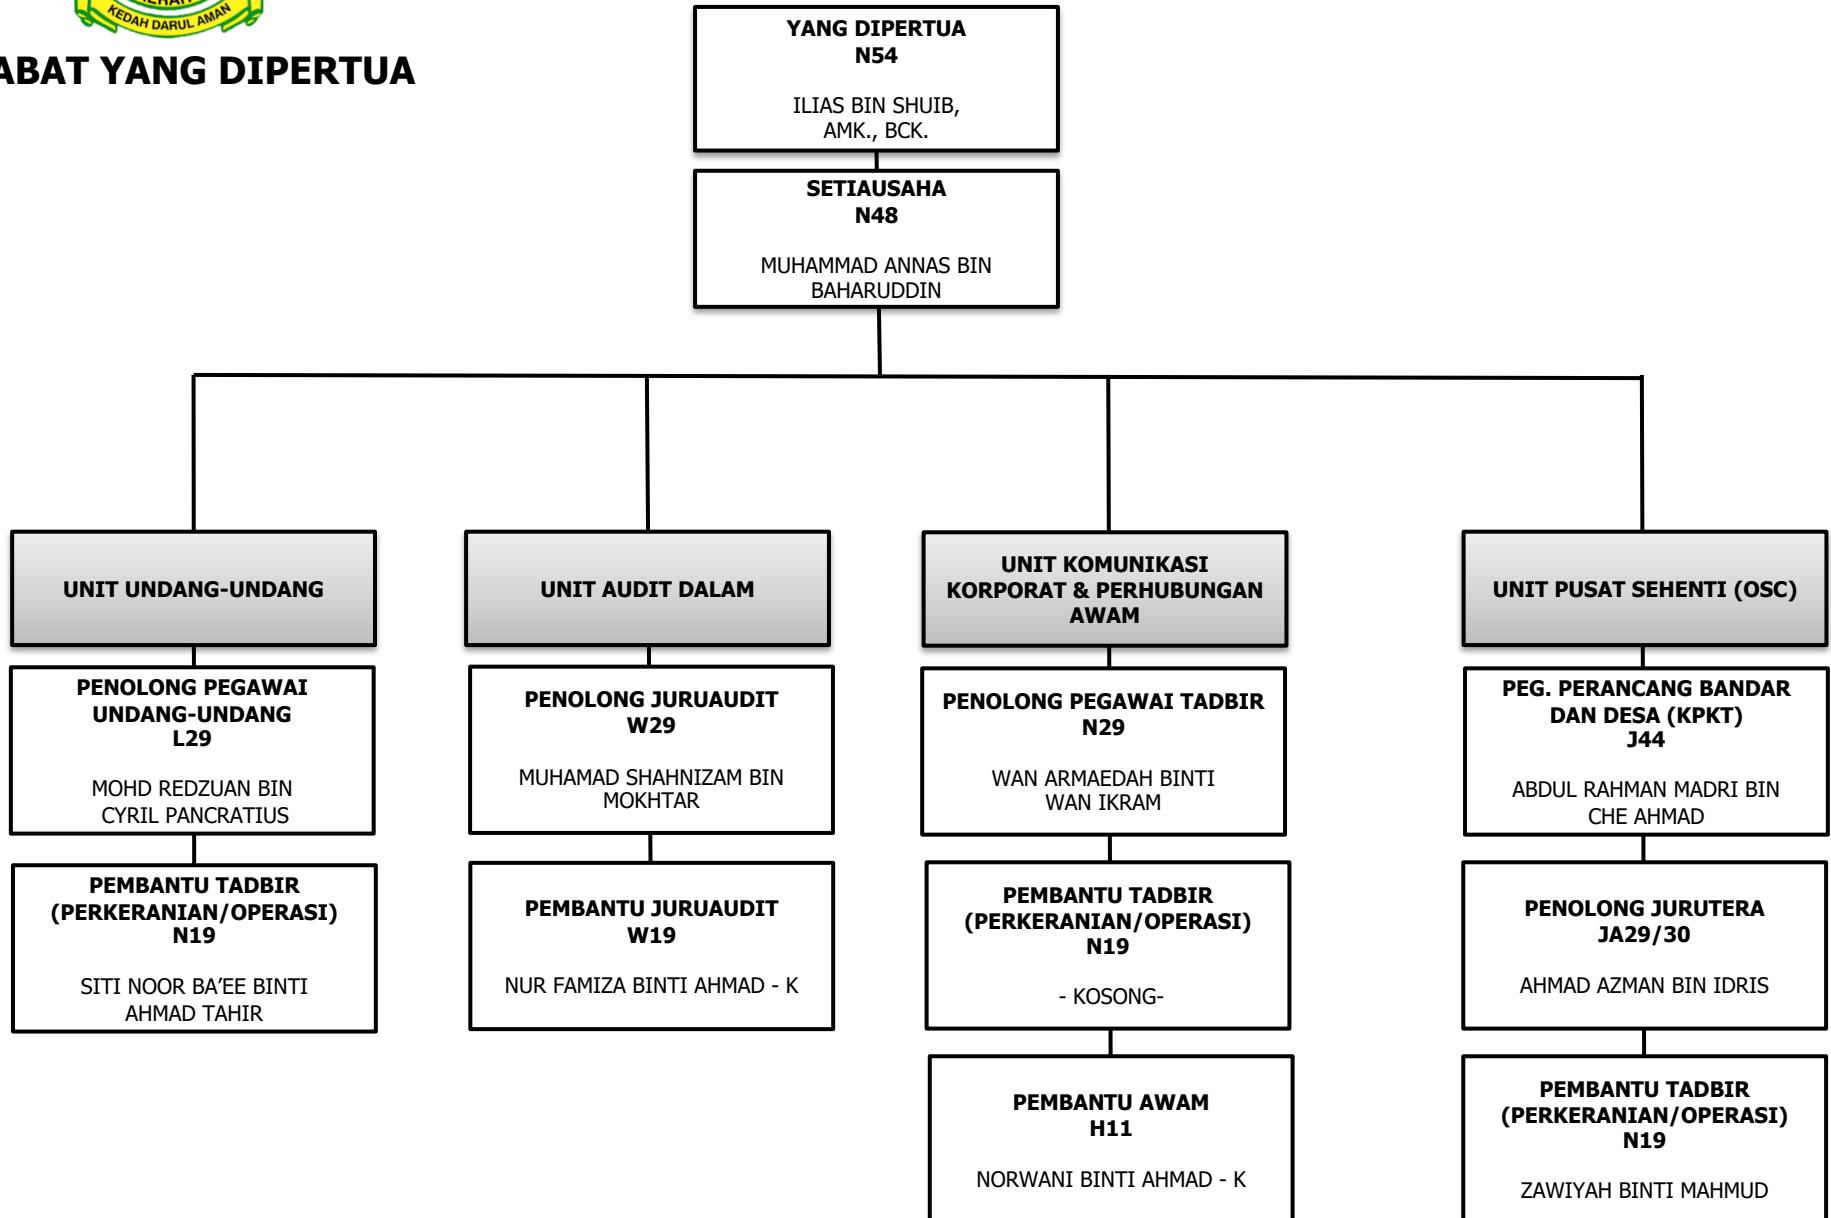 KEDAH DARUL AMAN
ABAT YANG DIPERTUA
YANG DIPERTUA
N54
ILIAS BIN SHUIB,
AMK., BCK.
SETIAUSAHA
N48
MUHAMMAD ANNAS BIN
BAHARUDDIN
UNIT UNDANG-UNDANG
PENOLONG PEGAWAI
UNDANG-UNDANG
L29
MOHD REDZUAN BIN
CYRIL PANCRATIUS
PEMBANTU TADBIR
(PERKERANIAN/OPERASI)
N19
SITI NOOR BA’EE BINTI
AHMAD TAHIR
UNIT AUDIT DALAM
PENOLONG JURUAUDIT
W29
MUHAMAD SHAHNIZAM BIN
MOKHTAR
PEMBANTU JURUAUDIT
W19
NUR FAMIZA BINTI AHMAD - K
UNIT KOMUNIKASI
KORPORAT & PERHUBUNGAN
AWAM
PENOLONG PEGAWAI TADBIR
N29
WAN ARMAEDAH BINTI
WAN IKRAM
PEMBANTU TADBIR
(PERKERANIAN/OPERASI)
N19
- KOSONG-
PEMBANTU AWAM
H11
NORWANI BINTI AHMAD - K
UNIT PUSAT SEHENTI (OSC)
PEG. PERANCANG BANDAR
DAN DESA (KPKT)
J44
ABDUL RAHMAN MADRI BIN
CHE AHMAD
PENOLONG JURUTERA
JA29/30
AHMAD AZMAN BIN IDRIS
PEMBANTU TADBIR
(PERKERANIAN/OPERASI)
N19
ZAWIYAH BINTI MAHMUD